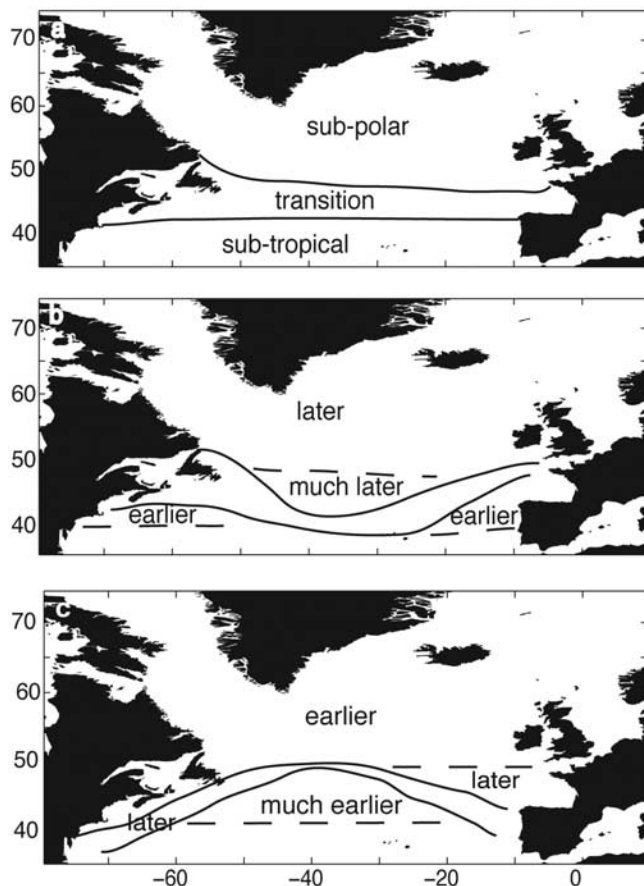 a
70
60
50
40
sub-polar
transition
sub-tropical
b
70
60
50
40
later
much later
earlier
earlier
c
70
60
50
40
earlier
later
later
much earlier
−60
−40
−20
0